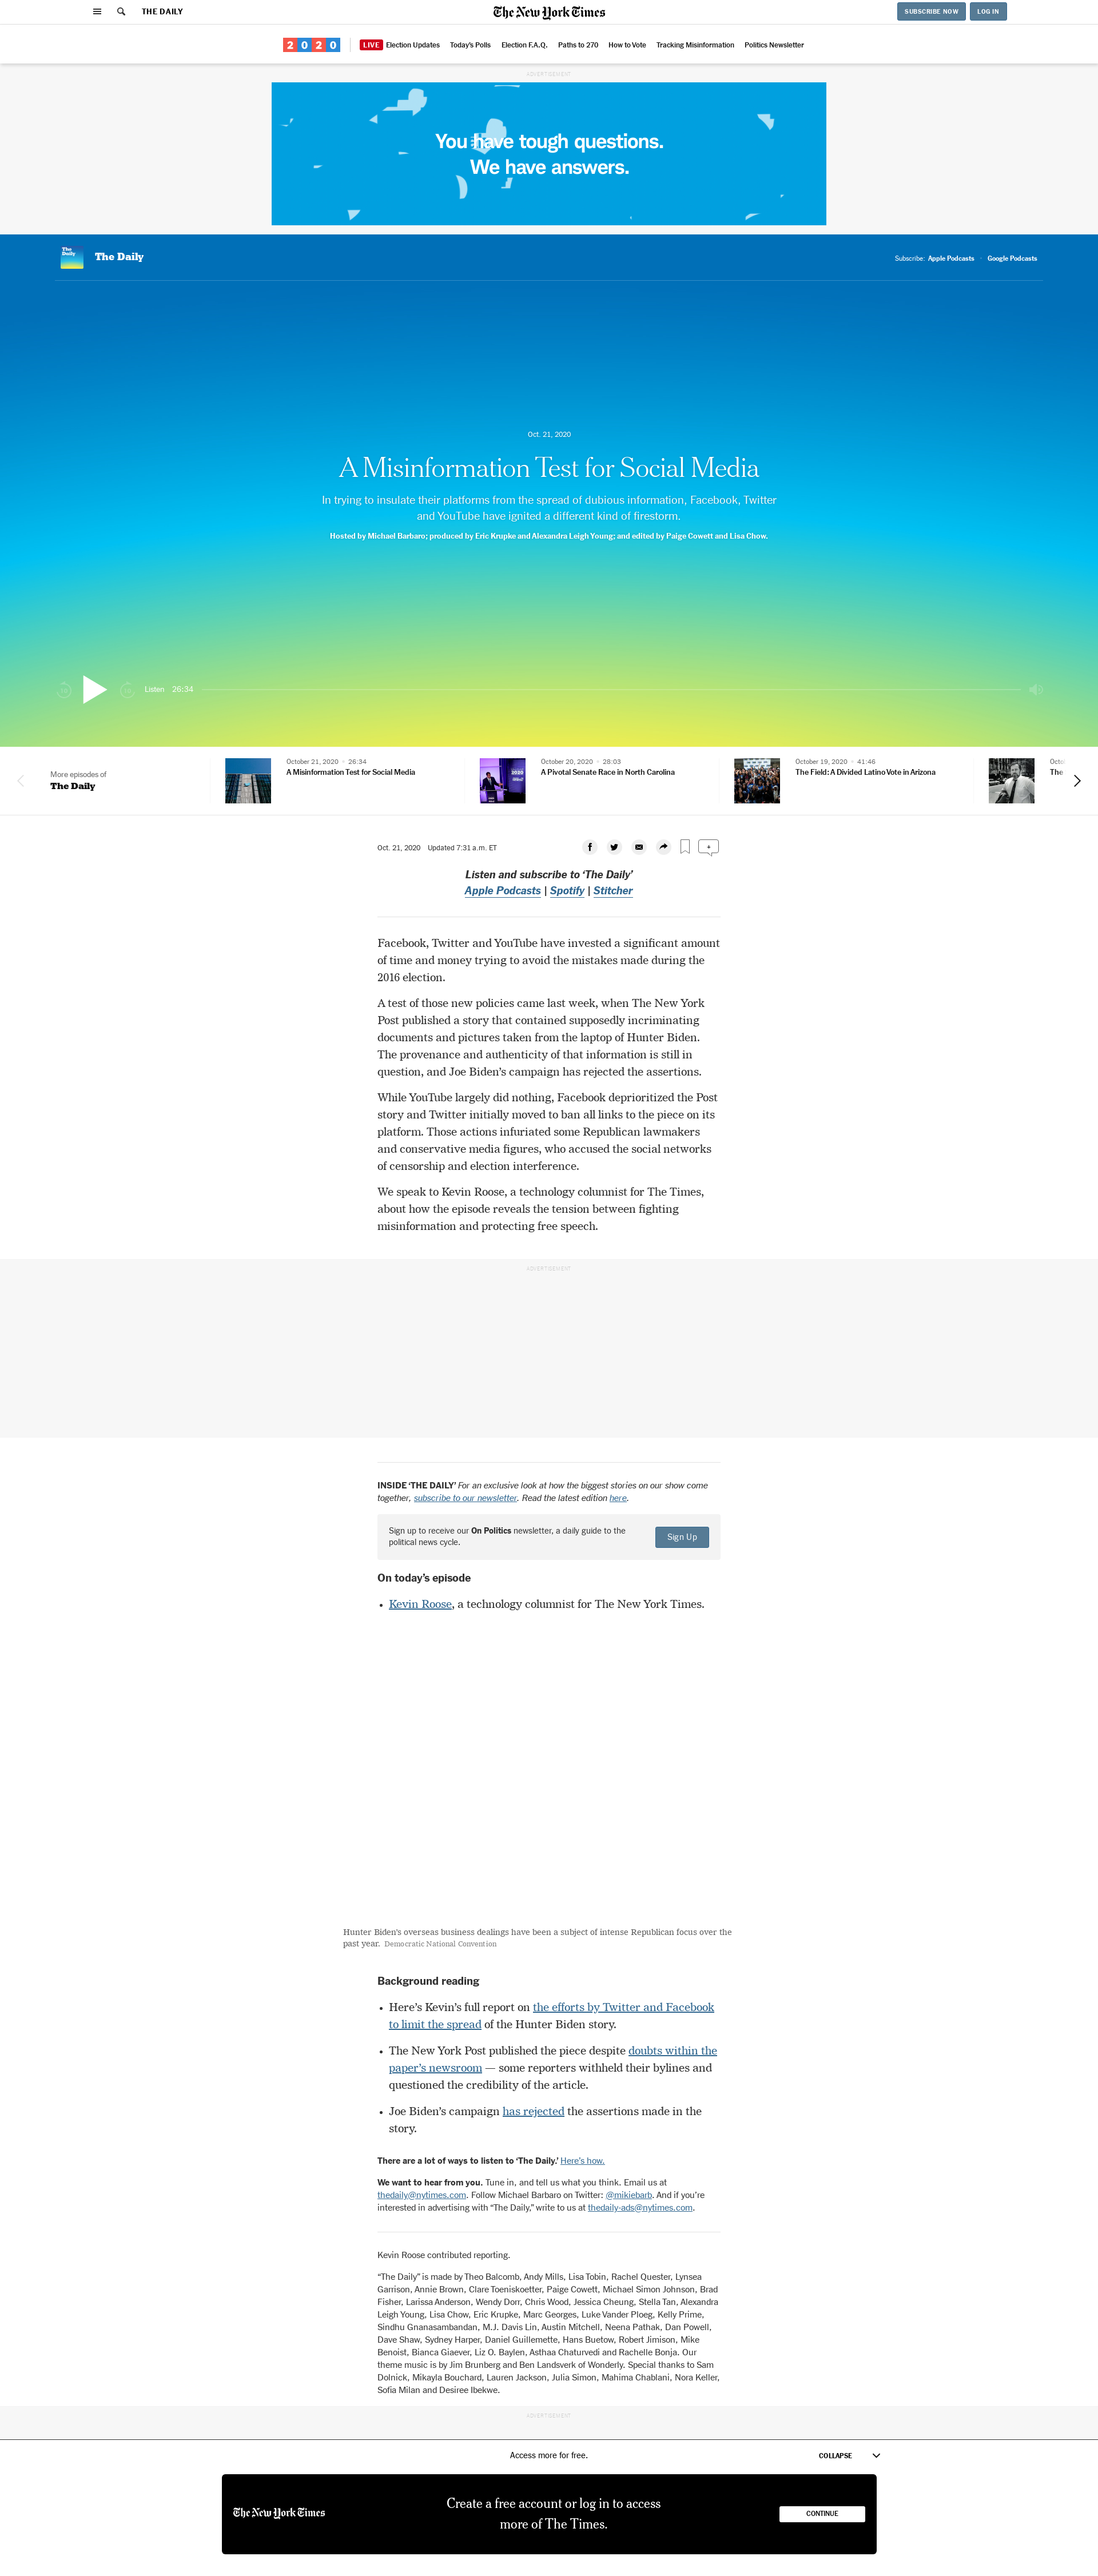 THE DAILY
The New York Times
SUBSCRIBE NOW
LOG IN
2020
LIVE Election Updates Today's Polls Election F.A.Q. Paths to 270 How to Vote Tracking Misinformation Politics Newsletter
ADVERTISEMENT
You have tough questions.
We have answers.
The Daily
The Daily
Subscribe: Apple Podcasts Google Podcasts
Oct. 21, 2020
A Misinformation Test for Social Media
In trying to insulate their platforms from the spread of dubious information, Facebook, Twitter
and YouTube have ignited a different kind of firestorm.
Hosted by Michael Barbaro; produced by Eric Krupke and Alexandra Leigh Young; and edited by Paige Cowett and Lisa Chow.
Listen 26:34
More episodes of
The Daily
October 21, 2020 • 26:34
A Misinformation Test for Social Media
October 20, 2020 • 28:03
A Pivotal Senate Race in North Carolina
October 19, 2020 • 41:46
The Field: A Divided Latino Vote in Arizona
The
Oct. 21, 2020 Updated 7:31 a.m. ET
Listen and subscribe to ‘The Daily’
Apple Podcasts | Spotify | Stitcher
Facebook, Twitter and YouTube have invested a significant amount
of time and money trying to avoid the mistakes made during the
2016 election.
A test of those new policies came last week, when The New York
Post published a story that contained supposedly incriminating
documents and pictures taken from the laptop of Hunter Biden.
The provenance and authenticity of that information is still in
question, and Joe Biden’s campaign has rejected the assertions.
While YouTube largely did nothing, Facebook deprioritized the Post
story and Twitter initially moved to ban all links to the piece on its
platform. Those actions infuriated some Republican lawmakers
and conservative media figures, who accused the social networks
of censorship and election interference.
We speak to Kevin Roose, a technology columnist for The Times,
about how the episode reveals the tension between fighting
misinformation and protecting free speech.
ADVERTISEMENT
INSIDE ‘THE DAILY’ For an exclusive look at how the biggest stories on our show come
together, subscribe to our newsletter. Read the latest edition here.
Sign up to receive our On Politics newsletter, a daily guide to the
political news cycle.
Sign Up
On today’s episode
• Kevin Roose, a technology columnist for The New York Times.
Hunter Biden’s overseas business dealings have been a subject of intense Republican focus over the
past year. Democratic National Convention
Background reading
• Here’s Kevin’s full report on the efforts by Twitter and Facebook
to limit the spread of the Hunter Biden story.
• The New York Post published the piece despite doubts within the
paper’s newsroom — some reporters withheld their bylines and
questioned the credibility of the article.
• Joe Biden’s campaign has rejected the assertions made in the
story.
There are a lot of ways to listen to ‘The Daily.’ Here’s how.
We want to hear from you. Tune in, and tell us what you think. Email us at
thedaily@nytimes.com. Follow Michael Barbaro on Twitter: @mikiebarb. And if you’re
interested in advertising with “The Daily,” write to us at thedaily-ads@nytimes.com.
Kevin Roose contributed reporting.
“The Daily” is made by Theo Balcomb, Andy Mills, Lisa Tobin, Rachel Quester, Lynsea
Garrison, Annie Brown, Clare Toeniskoetter, Paige Cowett, Michael Simon Johnson, Brad
Fisher, Larissa Anderson, Wendy Dorr, Chris Wood, Jessica Cheung, Stella Tan, Alexandra
Leigh Young, Lisa Chow, Eric Krupke, Marc Georges, Luke Vander Ploeg, Kelly Prime,
Sindhu Gnanasambandan, M.J. Davis Lin, Austin Mitchell, Neena Pathak, Dan Powell,
Dave Shaw, Sydney Harper, Daniel Guillemette, Hans Buetow, Robert Jimison, Mike
Benoist, Bianca Giaever, Liz O. Baylen, Asthaa Chaturvedi and Rachelle Bonja. Our
theme music is by Jim Brunberg and Ben Landsverk of Wonderly. Special thanks to Sam
Dolnick, Mikayla Bouchard, Lauren Jackson, Julia Simon, Mahima Chablani, Nora Keller,
Sofia Milan and Desiree Ibekwe.
ADVERTISEMENT
Access more for free.
COLLAPSE
The New York Times
Create a free account or log in to access
more of The Times.
CONTINUE